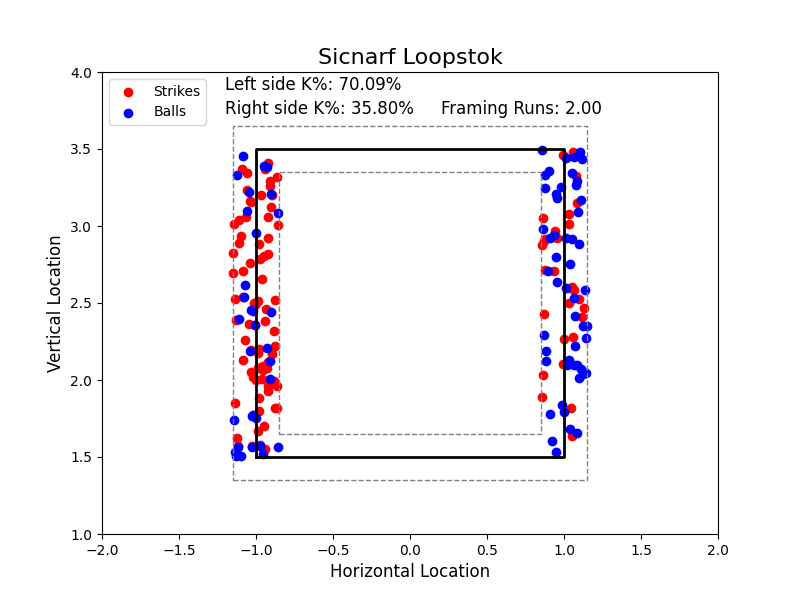 Sicnarf Loopstok
Strikes
Balls
Left side K%: 70.09%
Right side K%: 35.80%
Framing Runs: 2.00
Vertical Location
4.0
3.5
3.0
2.5
2.0
1.5
1.0
−2.0 −1.5 −1.0 −0.5 0.0 0.5 1.0 1.5 2.0
Horizontal Location